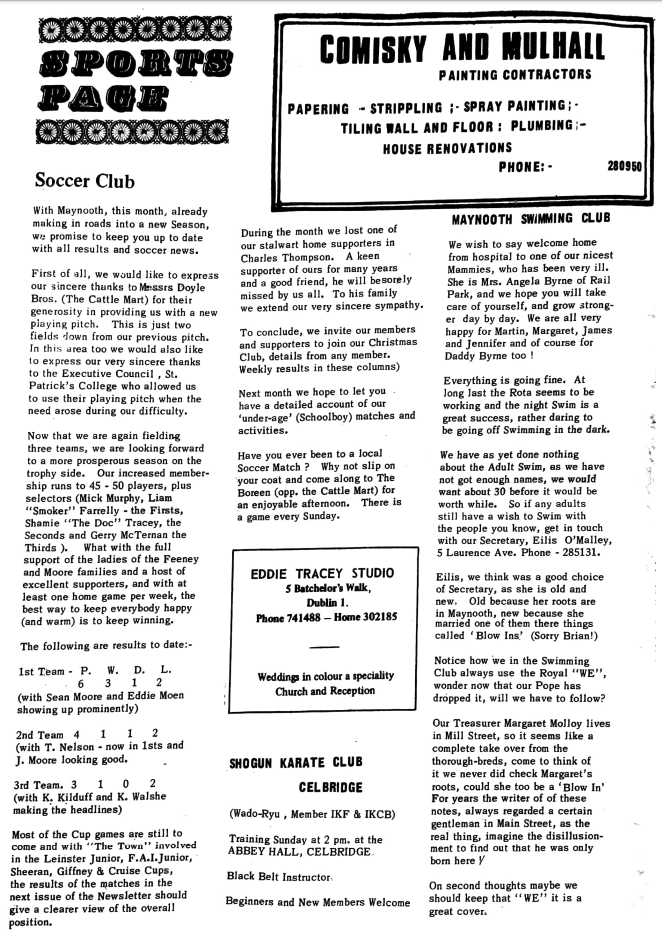 SPORTS
PAGE
COMISKY AND MULHALL
PAINTING CONTRACTORS
PAPERING - STRIPPLING ;- SPRAY PAINTING;-
TILING WALL AND FLOOR : PLUMBING:-
HOUSE RENOVATIONS
PHONE:- 280950
Soccer Club
With Maynooth, this month, already
making in roads into a new Season,
we promise to keep you up to date
with all results and soccer news.
First of all, we would like to express
our sincere thanks to Messrs Doyle
Bros. (The Cattle Mart) for their
generosity in providing us with a new
playing pitch. This is just two
fields down from our previous pitch.
In this area too we would also like
to express our very sincere thanks
to the Executive Council , St.
Patrick's College who allowed us
to use their playing pitch when the
need arose during our difficulty.
Now that we are again fielding
three teams, we are looking forward
to a more prosperous season on the
trophy side. Our increased member-
ship runs to 45 - 50 players, plus
selectors (Mick Murphy, Liam
"Smoker" Farrelly - the Firsts,
Shamie "The Doc" Tracey, the
Seconds and Gerry McTernan the
Thirds ). What with the full
support of the ladies of the Feeney
and Moore families and a host of
excellent supporters, and with at
least one home game per week, the
best way to keep everybody happy
(and warm) is to keep winning.
The following are results to date:-
1st Team - P. W. D. L.
6 3 1 2
(with Sean Moore and Eddie Moen
showing up prominently)
2nd Team 4 1 1 2
(with T. Nelson - now in 1sts and
J. Moore looking good.
3rd Team. 3 1 0 2
(with K. Kilduff and K. Walshe
making the headlines)
Most of the Cup games are still to
come and with "The Town" involved
in the Leinster Junior, F.A.I.Junior,
Sheeran, Giffney & Cruise Cups,
the results of the matches in the
next issue of the Newsletter should
give a clearer view of the overall
position.
During the month we lost one of
our stalwart home supporters in
Charles Thompson. A keen
supporter of ours for many years
and a good friend, he will besorely
missed by us all. To his family
we extend our very sincere sympathy.
To conclude, we invite our members
and supporters to join our Christmas
Club, details from any member.
Weekly results in these columns)
Next month we hope to let you
have a detailed account of our
'under-age' (Schoolboy) matches and
activities.
Have you ever been to a local
Soccer Match ? Why not slip on
your coat and come along to The
Boreen (opp. the Cattle Mart) for
an enjoyable afternoon. There is
a game every Sunday.
EDDIE TRACEY STUDIO
5 Batchelor's Walk,
Dublin 1.
Phone 741488 — Home 302185
Weddings in colour a speciality
Church and Reception
SHOGUN KARATE CLUB
CELBRIDGE
(Wado-Ryu , Member IKF & IKCB)
Training Sunday at 2 pm. at the
ABBEY HALL, CELBRIDGE.
Black Belt Instructor.
Beginners and New Members Welcome
MAYNOOTH SWIMMING CLUB
We wish to say welcome home
from hospital to one of our nicest
Mammies, who has been very ill.
She is Mrs. Angela Byrne of Rail
Park, and we hope you will take
care of yourself, and grow strong-
er day by day. We are all very
happy for Martin, Margaret, James
and Jennifer and of course for
Daddy Byrne too !
Everything is going fine. At
long last the Rota seems to be
working and the night Swim is a
great success, rather daring to
be going off Swimming in the dark.
We have as yet done nothing
about the Adult Swim, as we have
not got enough names, we would
want about 30 before it would be
worth while. So if any adults
still have a wish to Swim with
the people you know, get in touch
with our Secretary, Eilis O'Malley,
5 Laurence Ave. Phone - 285131.
Eilis, we think was a good choice
of Secretary, as she is old and
new. Old because her roots are
in Maynooth, new because she
married one of them there things
called 'Blow Ins.' (Sorry Brian!)
Notice how we in the Swimming
Club always use the Royal "WE",
wonder now that our Pope has
dropped it, will we have to follow?
Our Treasurer Margaret Molloy lives
in Mill Street, so it seems like a
complete take over from the
thorough-breds, come to think of
it we never did check Margaret's
roots, could she too be a 'Blow In'
For years the writer of of these
notes, always regarded a certain
gentleman in Main Street, as the
real thing, imagine the disillusion-
ment to find out that he was only
born here !
On second thoughts maybe we
should keep that "WE" it is a
great cover.